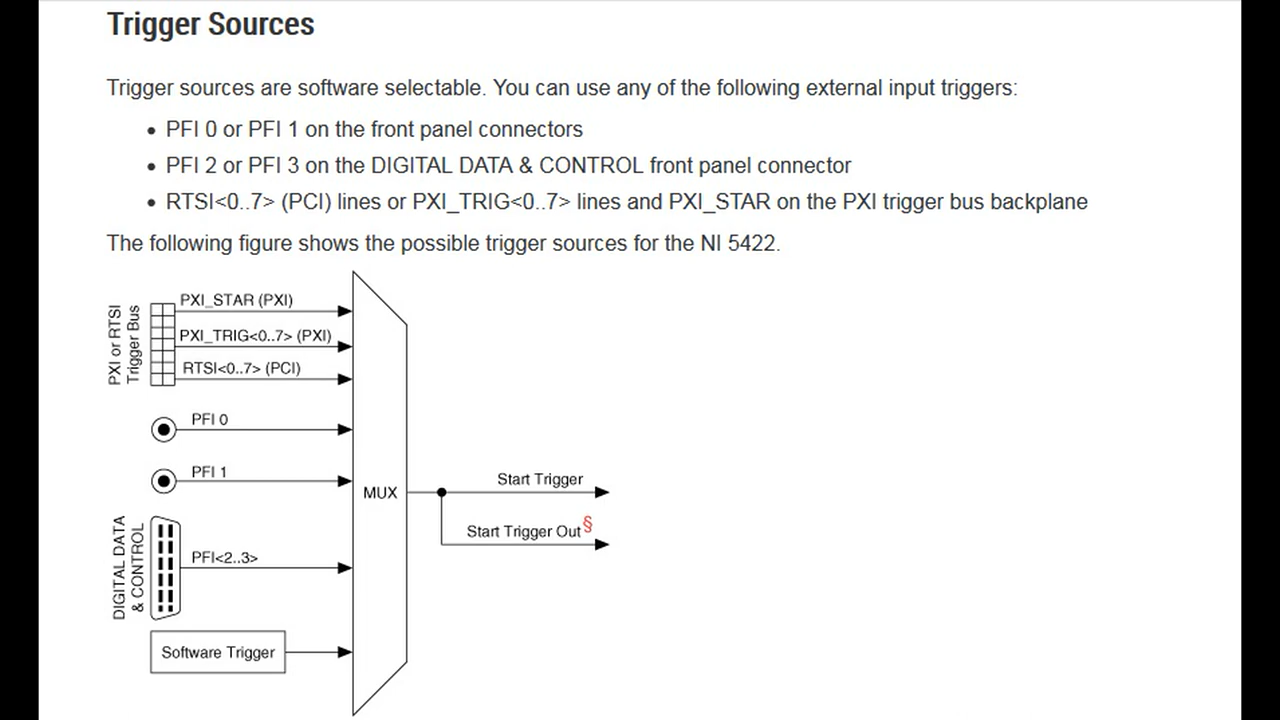 Trigger Sources
Trigger sources are software selectable. You can use any of the following external input triggers:
• PFI 0 or PFI 1 on the front panel connectors
• PFI 2 or PFI 3 on the DIGITAL DATA & CONTROL front panel connector
• RTSI<0..7> (PCI) lines or PXI_TRIG<0..7> lines and PXI_STAR on the PXI trigger bus backplane
The following figure shows the possible trigger sources for the NI 5422.
PXI or RTSI
Trigger Bus
PXI_STAR (PXI)
PXI_TRIG<0..7> (PXI)
RTSI<0..7> (PCI)
PFI 0
PFI 1
MUX
Start Trigger
Start Trigger Out§
DIGITAL DATA
& CONTROL
PFI<2..3>
Software Trigger